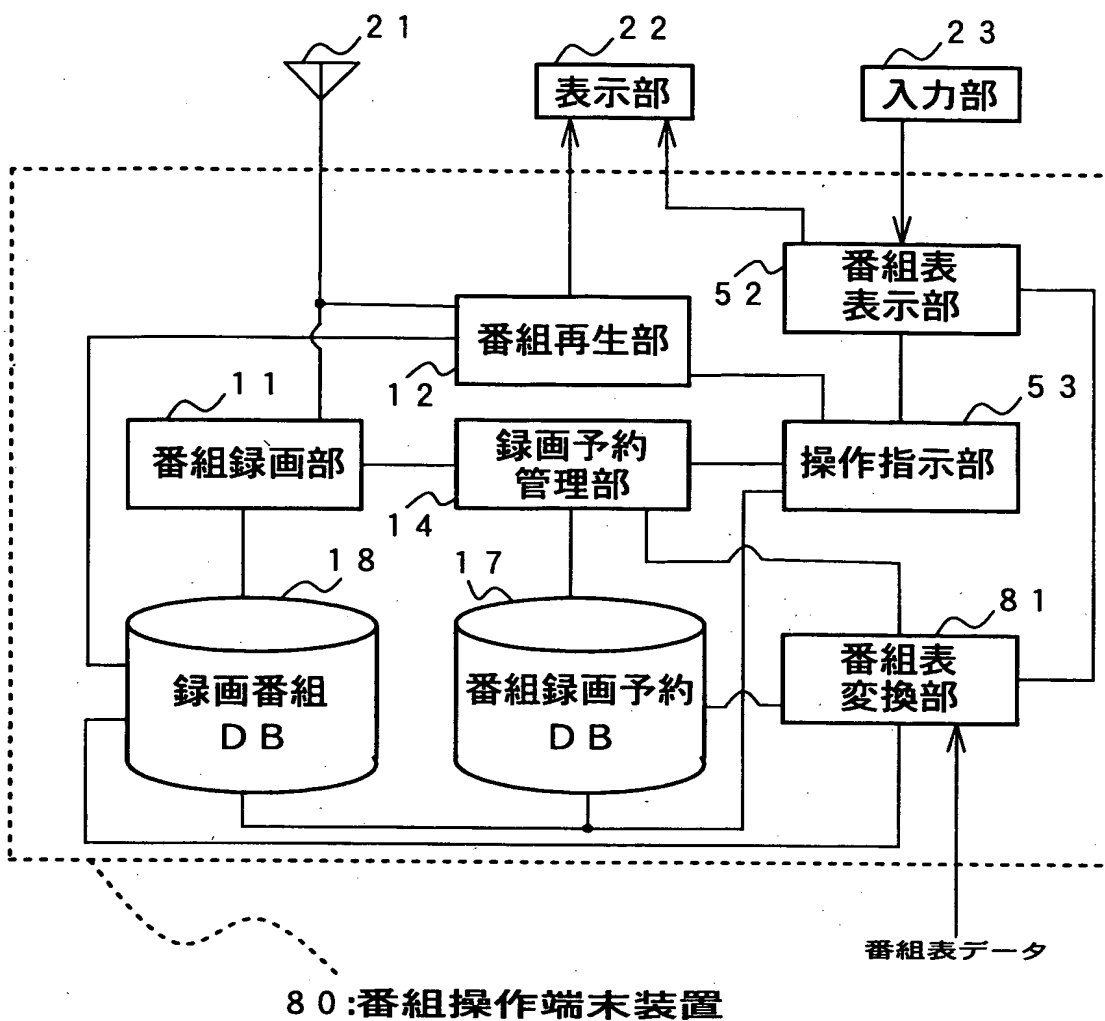 21
22
23
表示部
入力部
番組表
表示部
52
番組再生部
12
11
53
番組録画部
録画予約
管理部
14
操作指示部
18
17
81
録画番組
DB
番組録画予約
DB
番組表
変換部
番組表データ
80:番組操作端末装置